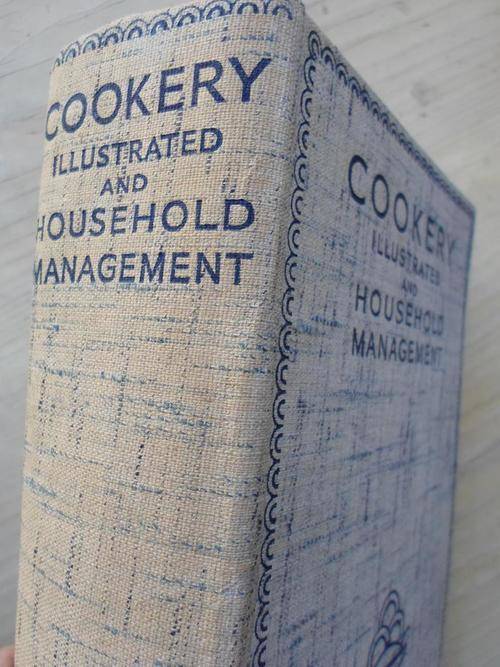 COOKERY
ILLUSTRATED
AND
HOUSEHOLD
MANAGEMENT
COOKERY
ILLUSTRATED
AND
HOUSEHOLD
MANAGEMENT